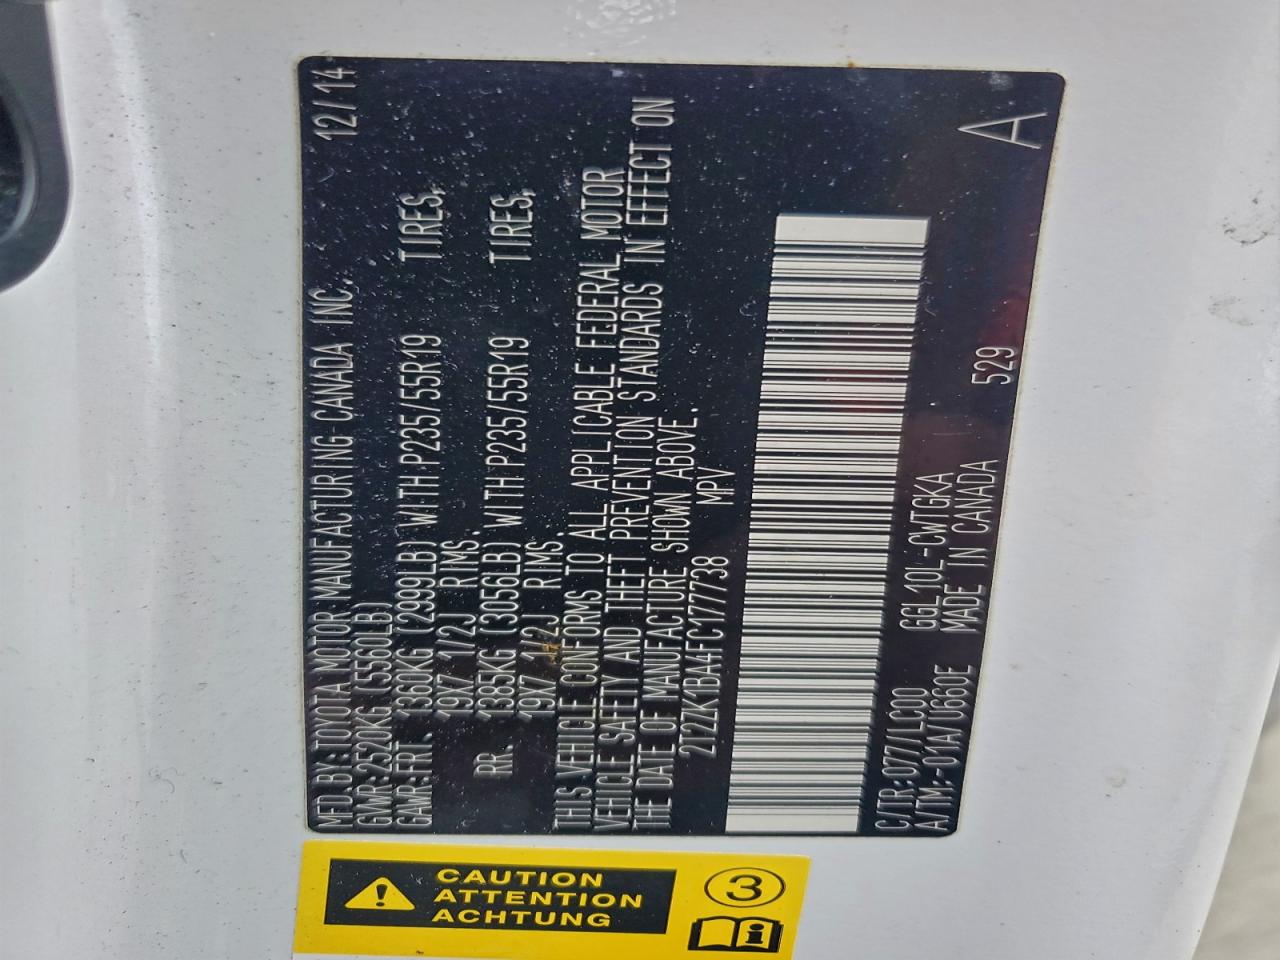 MFD. BY: TOYOTA MOTOR MANUFACTURING CANADA INC. 12/14
GVWR: 2520KG (5560LB)
GAWR: FRT. 1360KG (2999LB) WITH P235/55R19 TIRES,
19X7 1/2J RIMS,
RR. 1385KG (3056LB) WITH P235/55R19 TIRES,
19X7 1/2J RIMS,
THIS VEHICLE CONFORMS TO ALL APPLICABLE FEDERAL MOTOR
VEHICLE SAFETY AND THEFT PREVENTION STANDARDS IN EFFECT ON
THE DATE OF MANUFACTURE SHOWN ABOVE.
2T2ZK1BA4FC177738 MPV
C/TR: 077/LC00 GGL10L-CWTGKA
A/TM:-01A/U660E MADE IN CANADA 529
A
CAUTION
ATTENTION
ACHTUNG
3
i